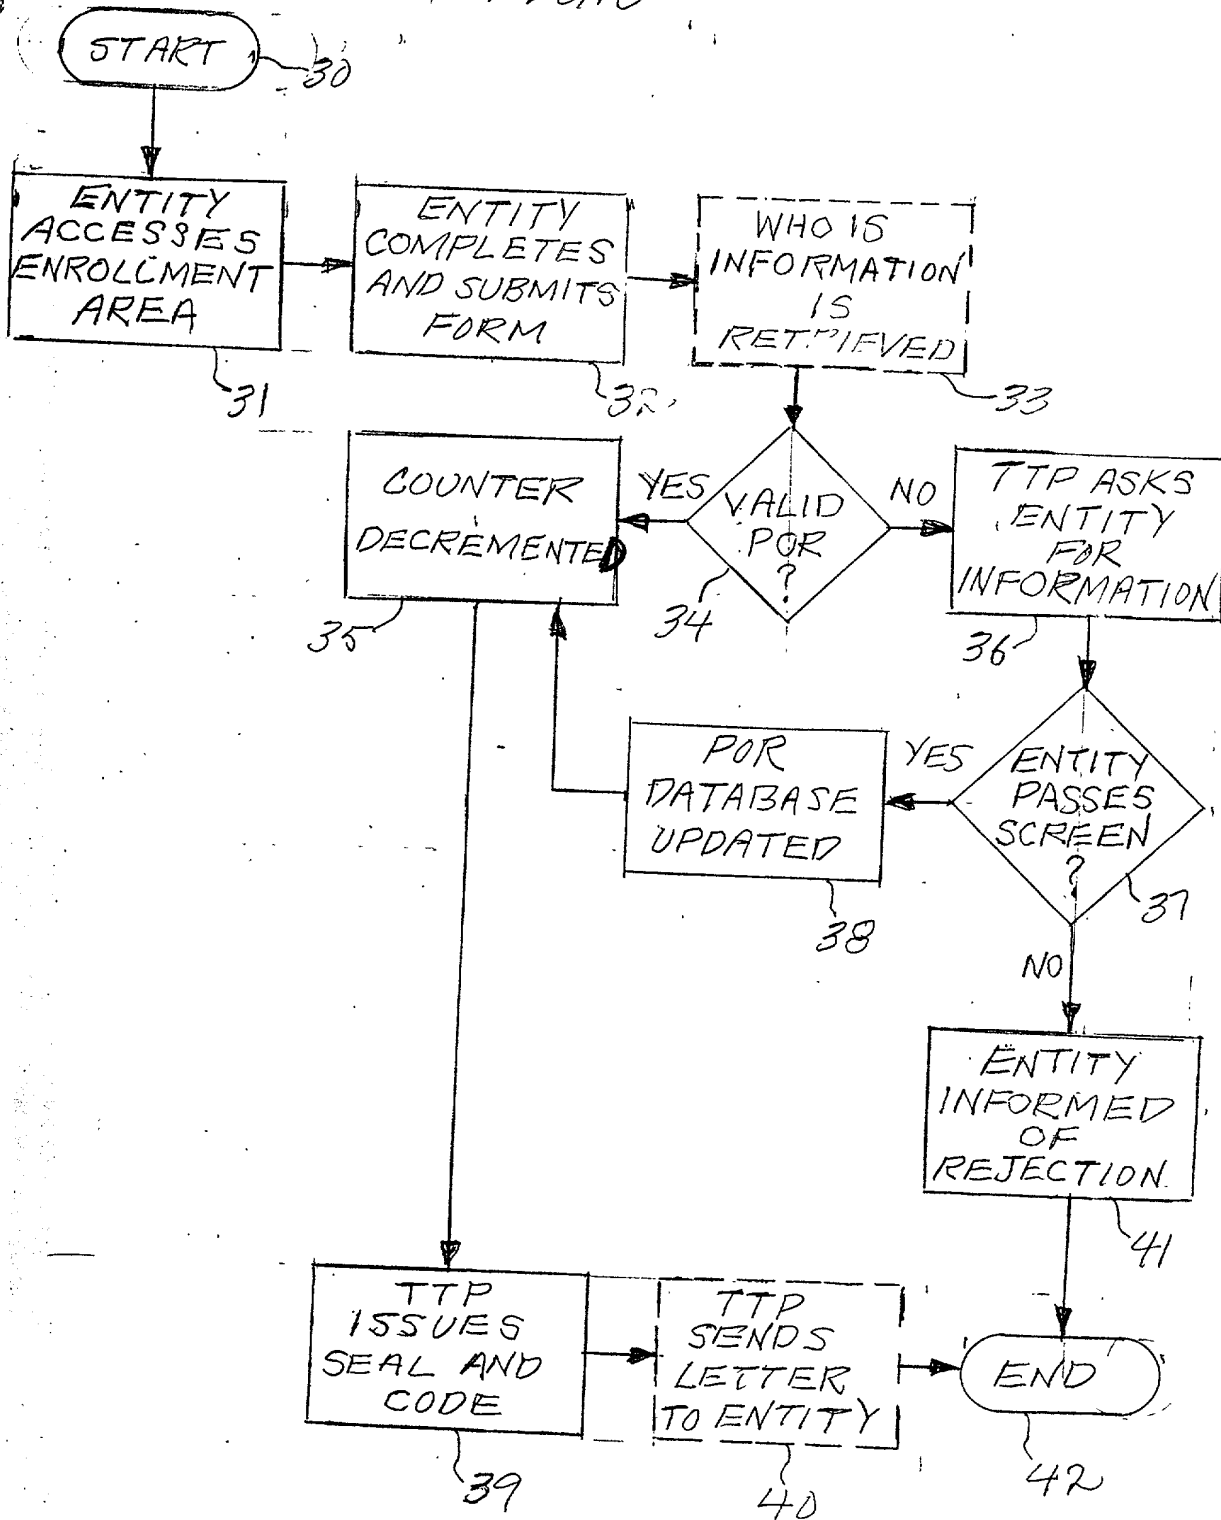 START
30
ENTITY
ACCESSES
ENROLLMENT
AREA
31
ENTITY
COMPLETES
AND SUBMITS
FORM
32
WHO IS
INFORMATION
IS
RETRIEVED
33
VALID
POR
?
34
YES
NO
COUNTER
DECREMENTED
35
TTP ASKS
ENTITY
FOR
INFORMATION
36
ENTITY
PASSES
SCREEN
?
37
YES
NO
POR
DATABASE
UPDATED
38
ENTITY
INFORMED
OF
REJECTION
41
TTP
ISSUES
SEAL AND
CODE
39
TTP
SENDS
LETTER
TO ENTITY
40
END
42